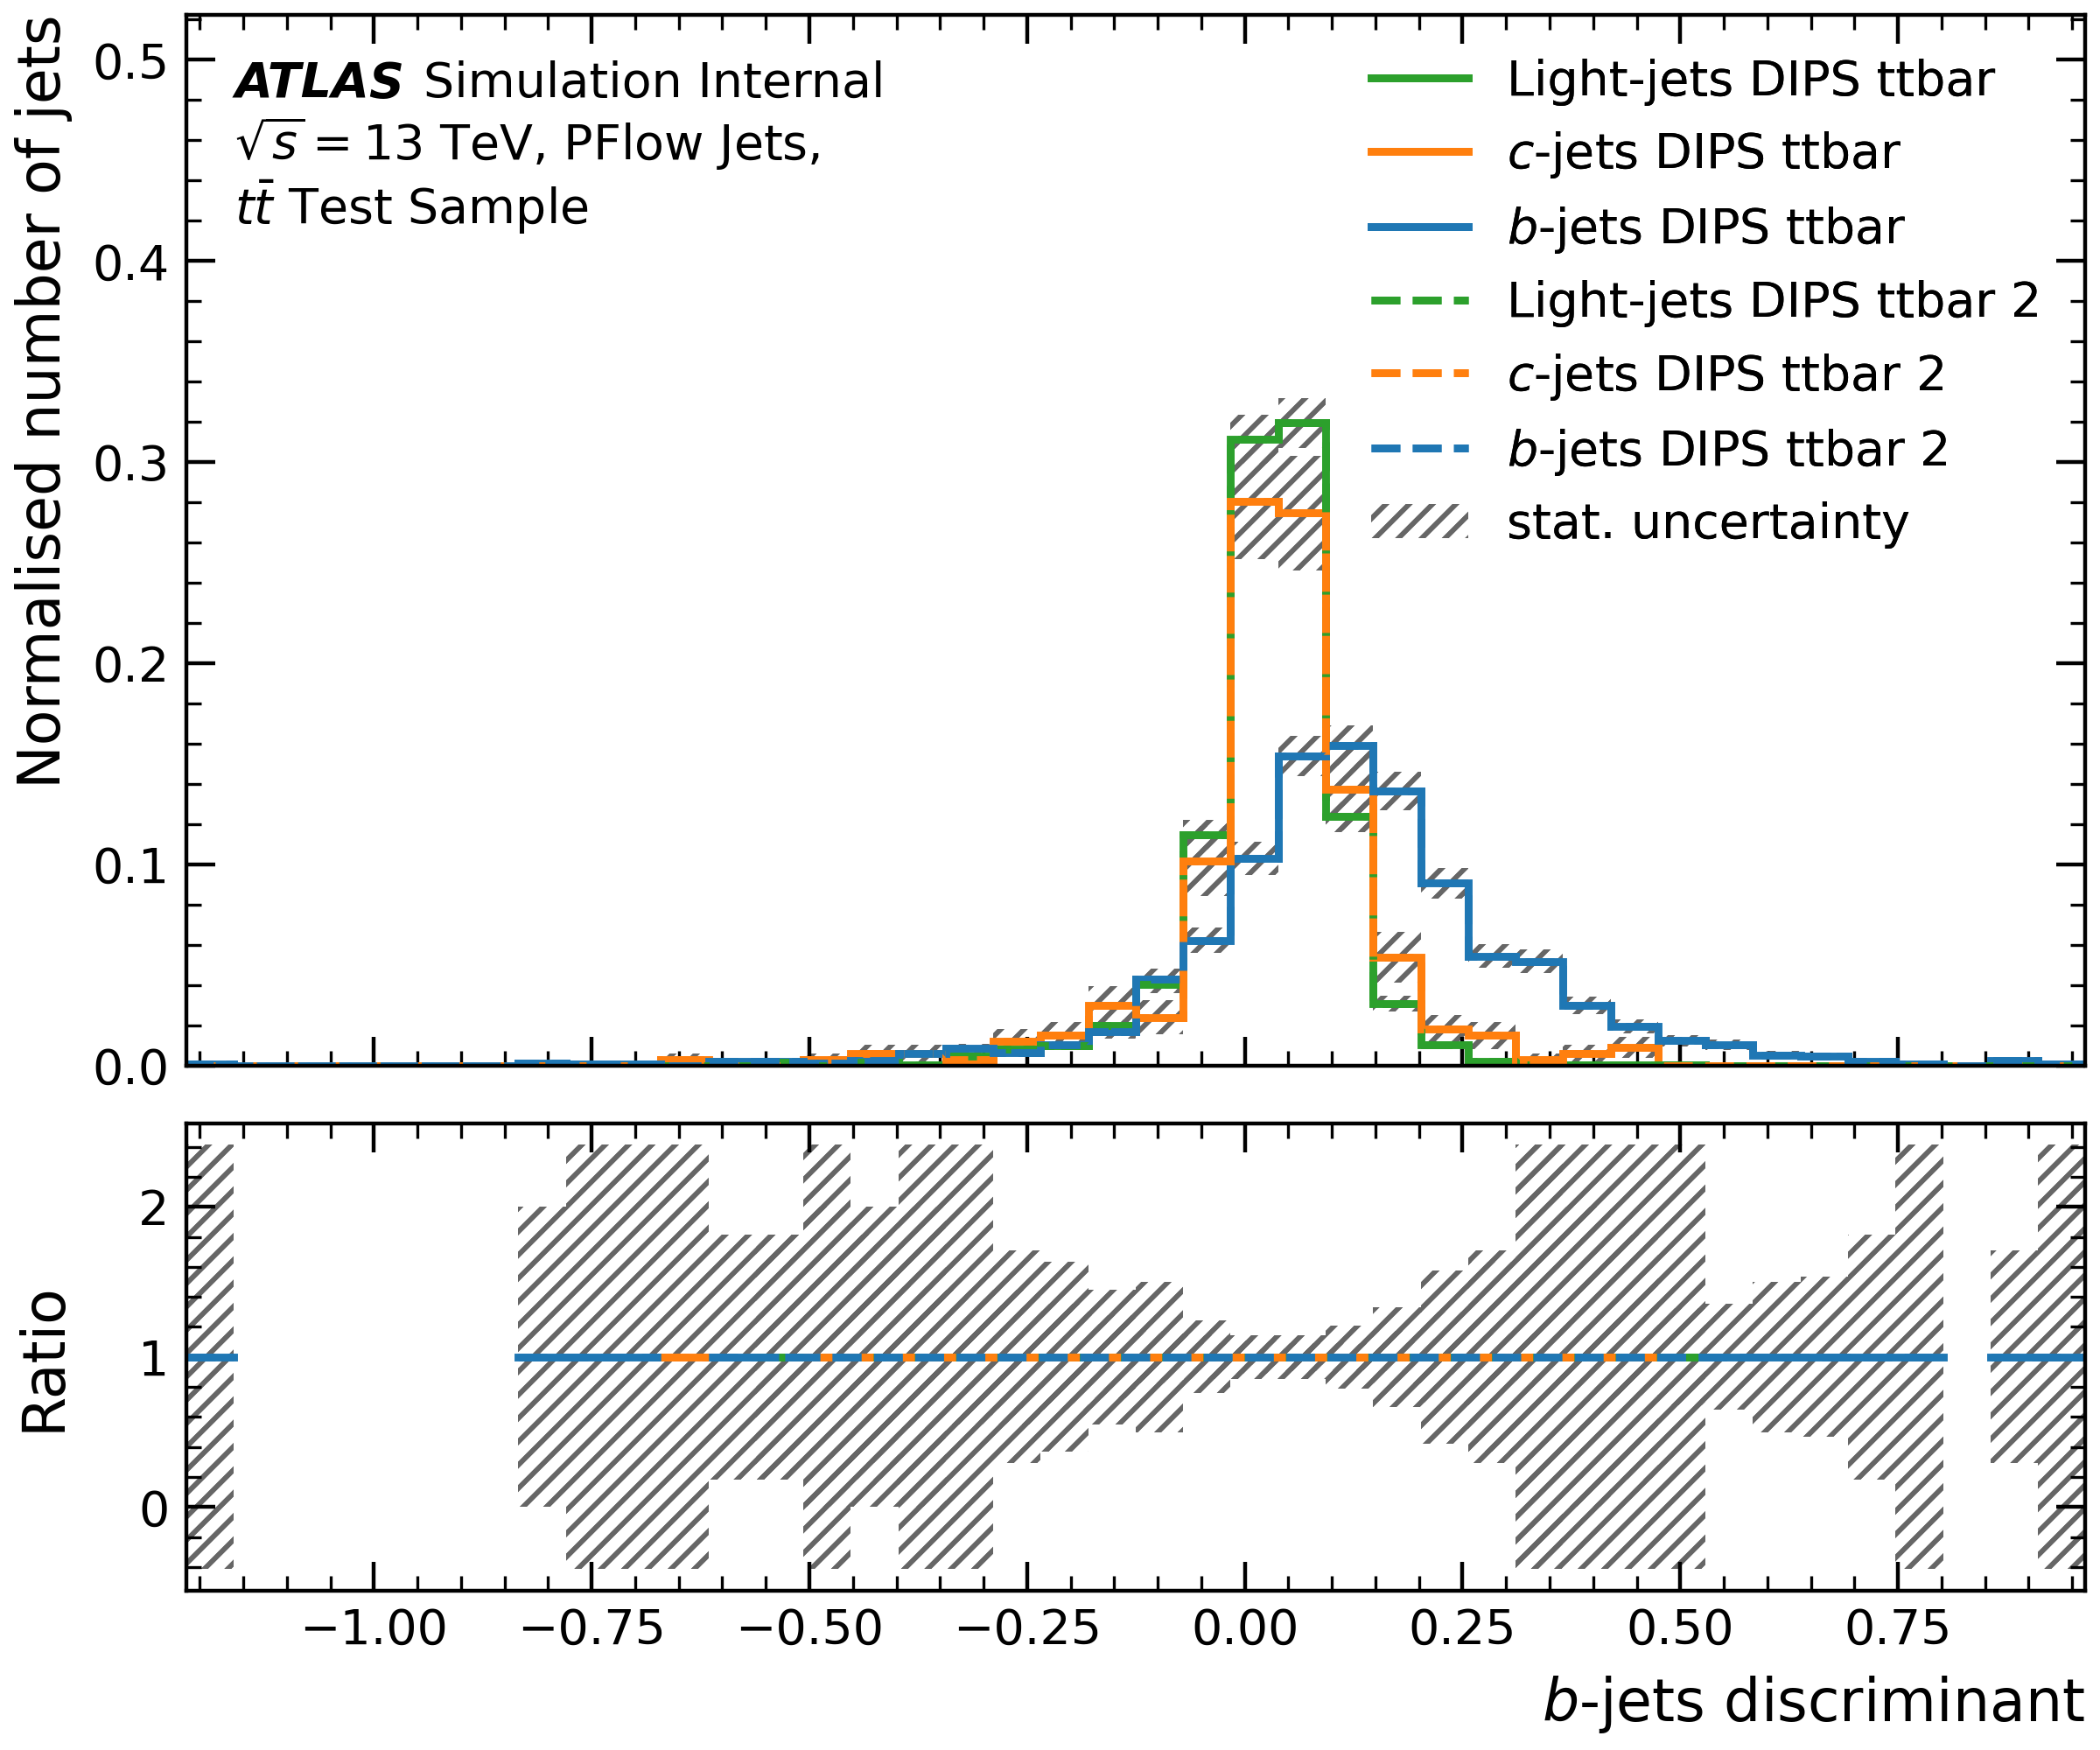 ATLAS Simulation Internal
√s = 13 TeV, PFlow Jets,
tt̄ Test Sample
Light-jets DIPS ttbar
c-jets DIPS ttbar
b-jets DIPS ttbar
Light-jets DIPS ttbar 2
c-jets DIPS ttbar 2
b-jets DIPS ttbar 2
stat. uncertainty
Normalised number of jets
0.5
0.4
0.3
0.2
0.1
0.0
Ratio
2
1
0
−1.00 −0.75 −0.50 −0.25 0.00 0.25 0.50 0.75
b-jets discriminant